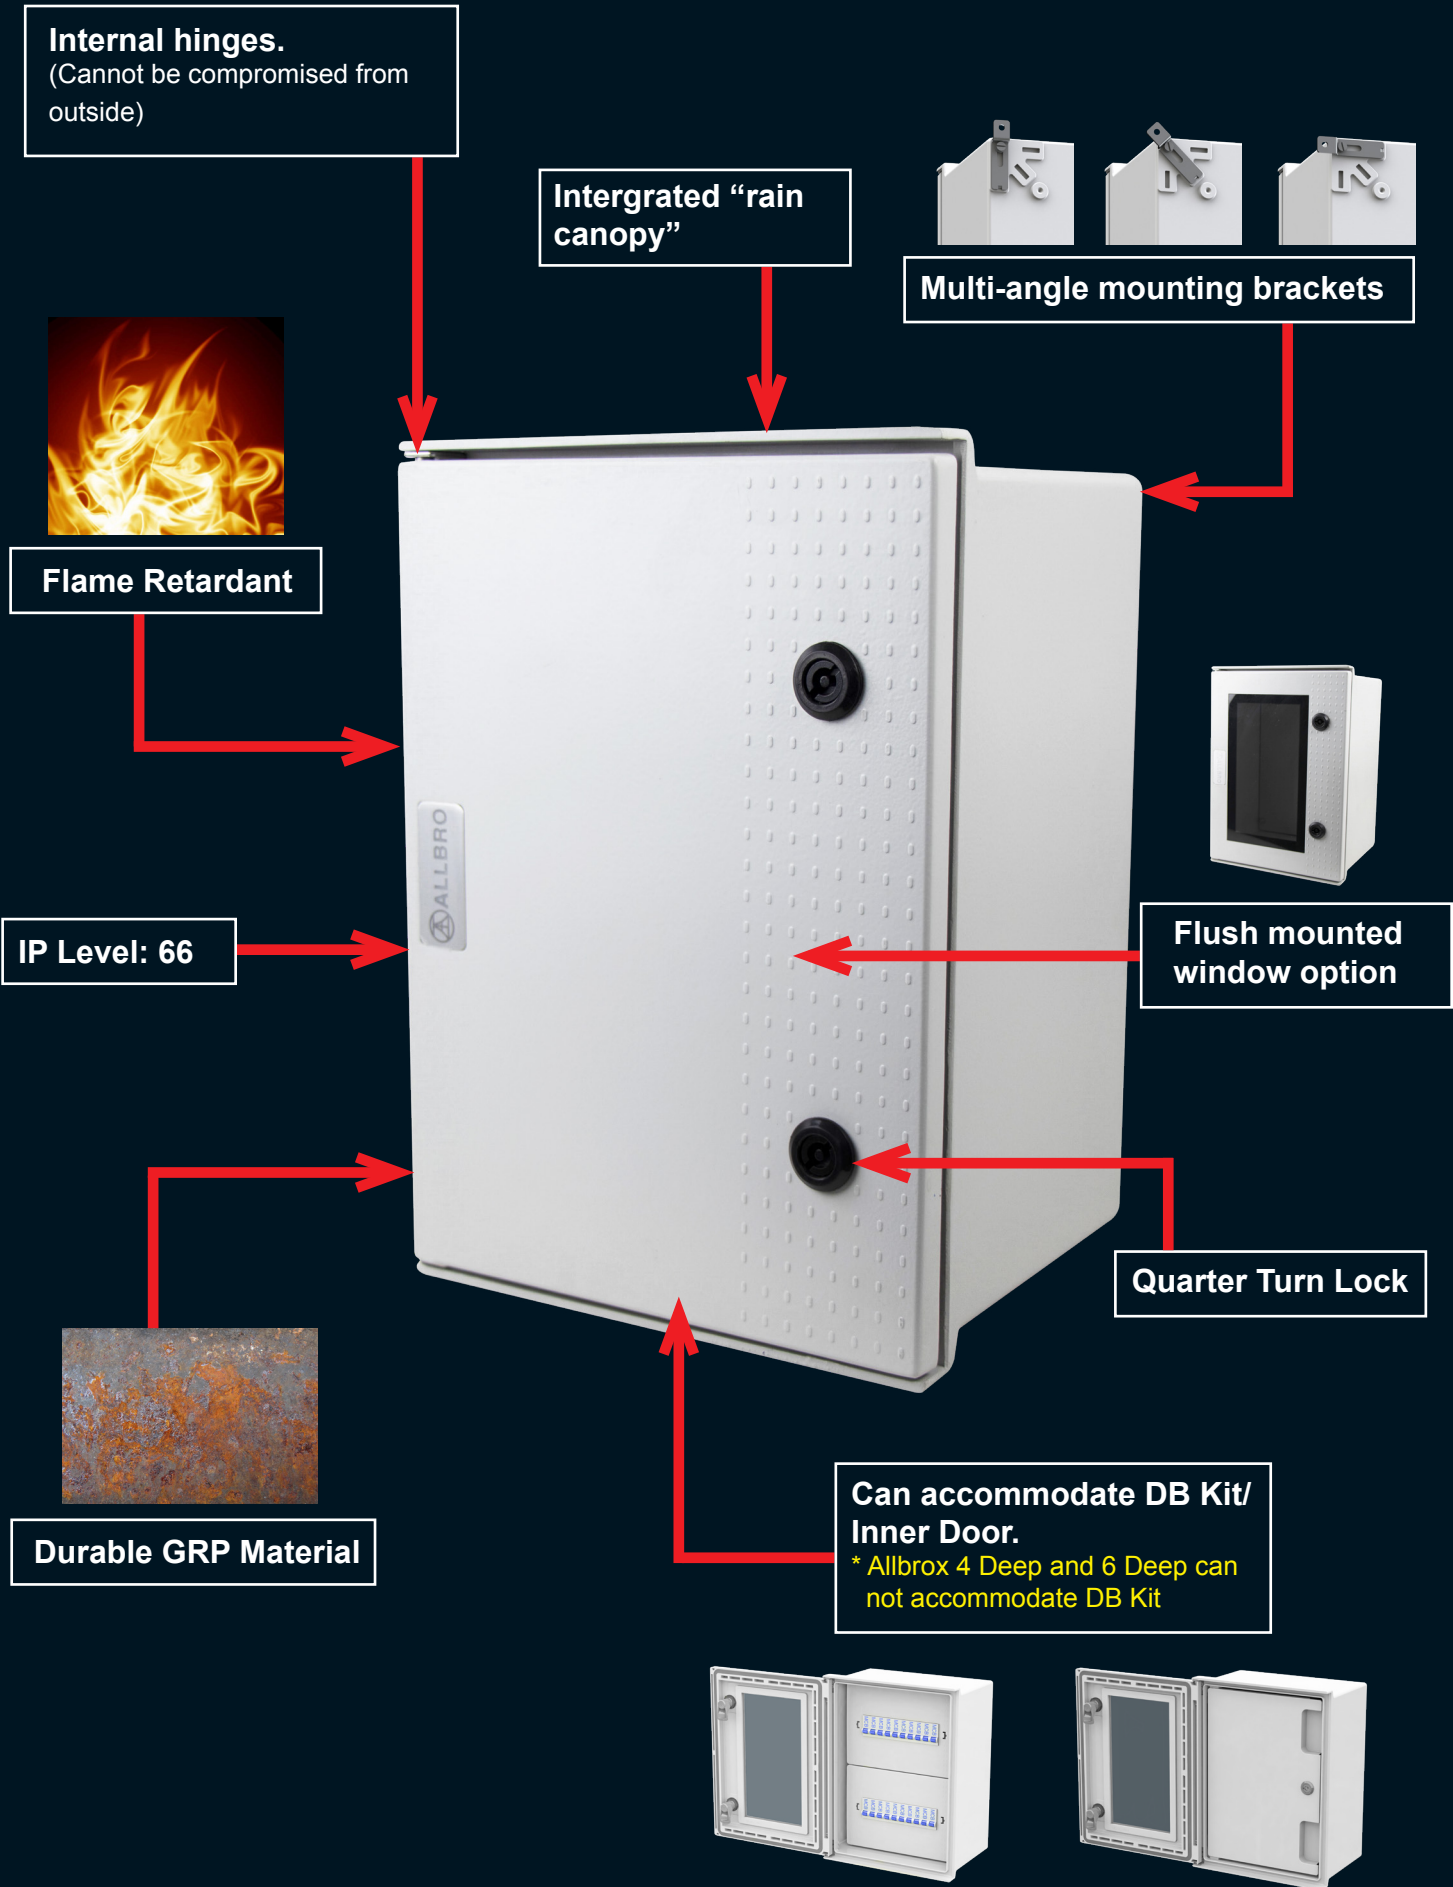 Internal hinges.
(Cannot be compromised from
outside)
Intergrated “rain
canopy”
Multi-angle mounting brackets
Flame Retardant
ALLBRO
IP Level: 66
Flush mounted
window option
Quarter Turn Lock
Durable GRP Material
Can accommodate DB Kit/
Inner Door.
* Allbrox 4 Deep and 6 Deep can
not accommodate DB Kit